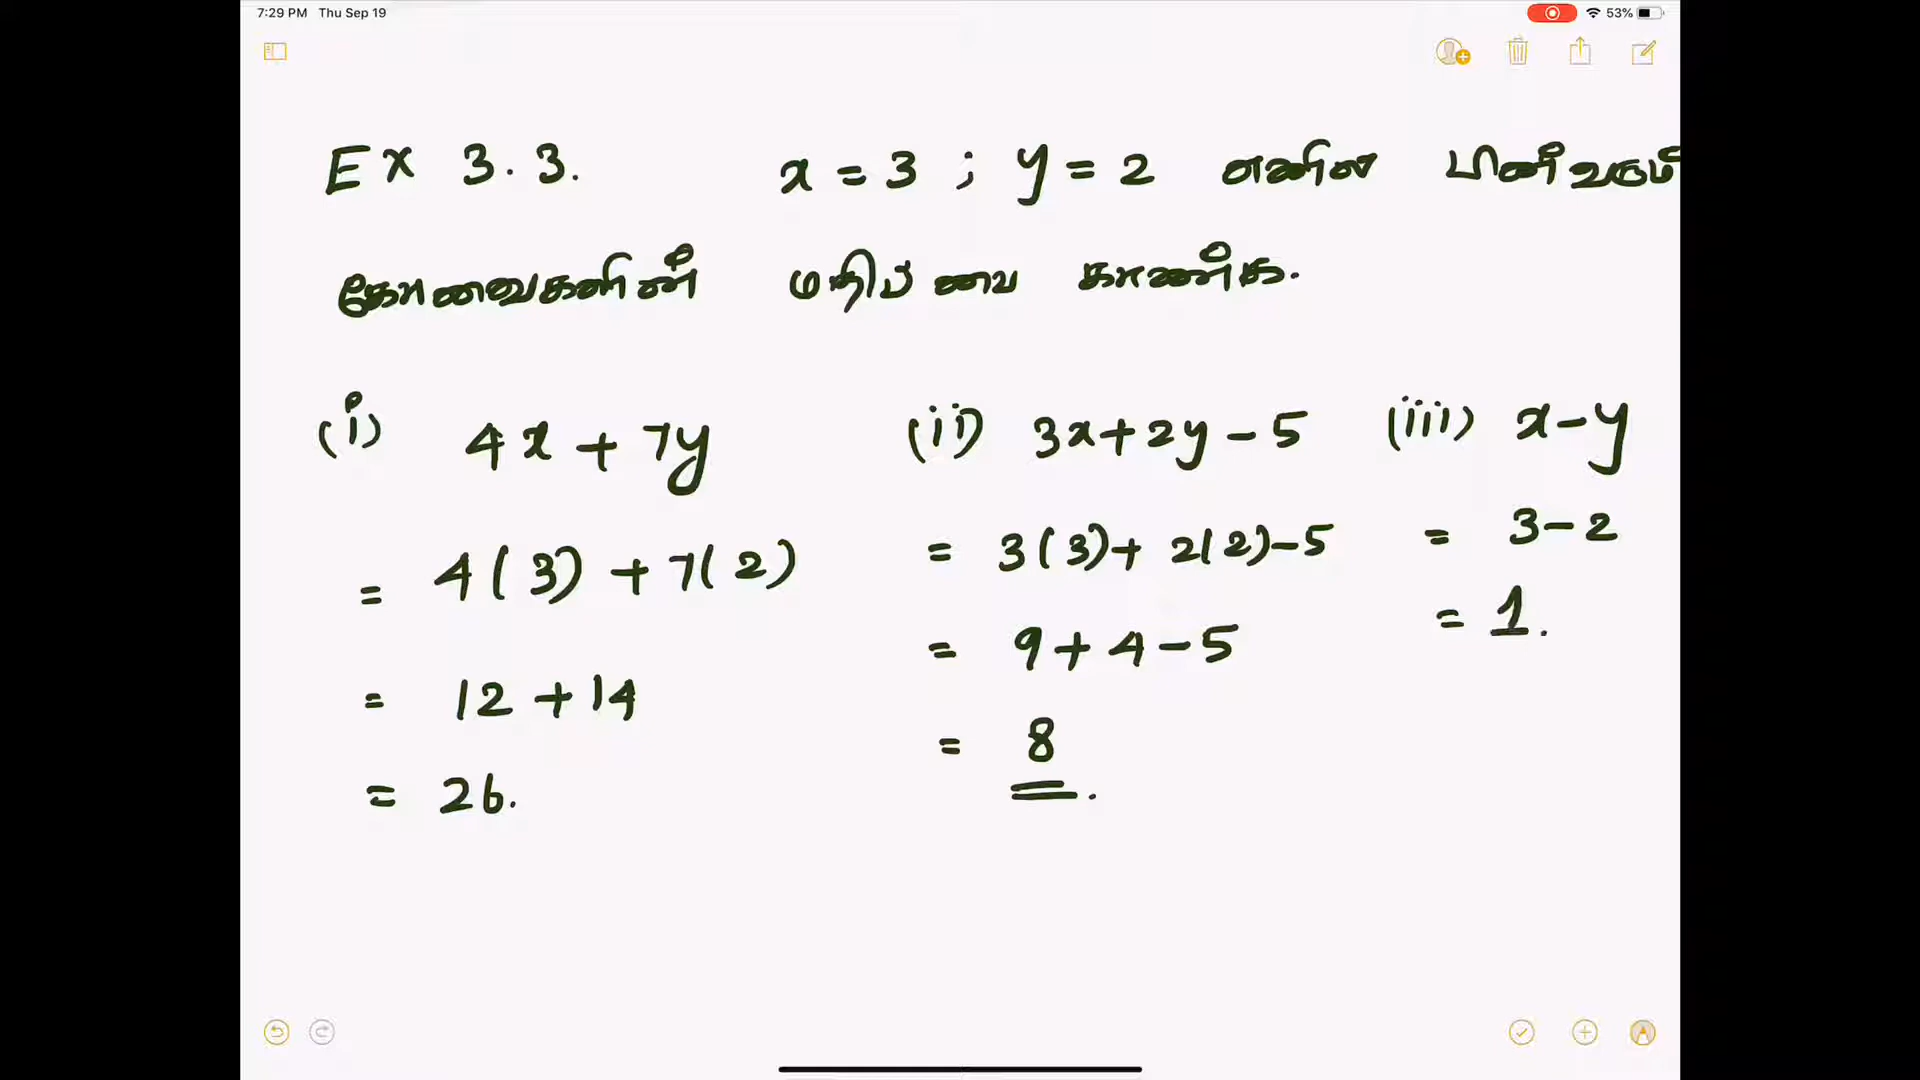 7:29 PM Thu Sep 19
53%
Ex 3.3. x = 3 ; y = 2 எனில் பின்வரும்
கோவைகளின் மதிப்பை காண்க.
(i) 4x + 7y
= 4(3) + 7(2)
= 12 + 14
= 26.
(ii) 3x + 2y - 5
= 3(3) + 2(2) - 5
= 9 + 4 - 5
= 8.
(iii) x - y
= 3 - 2
= 1.